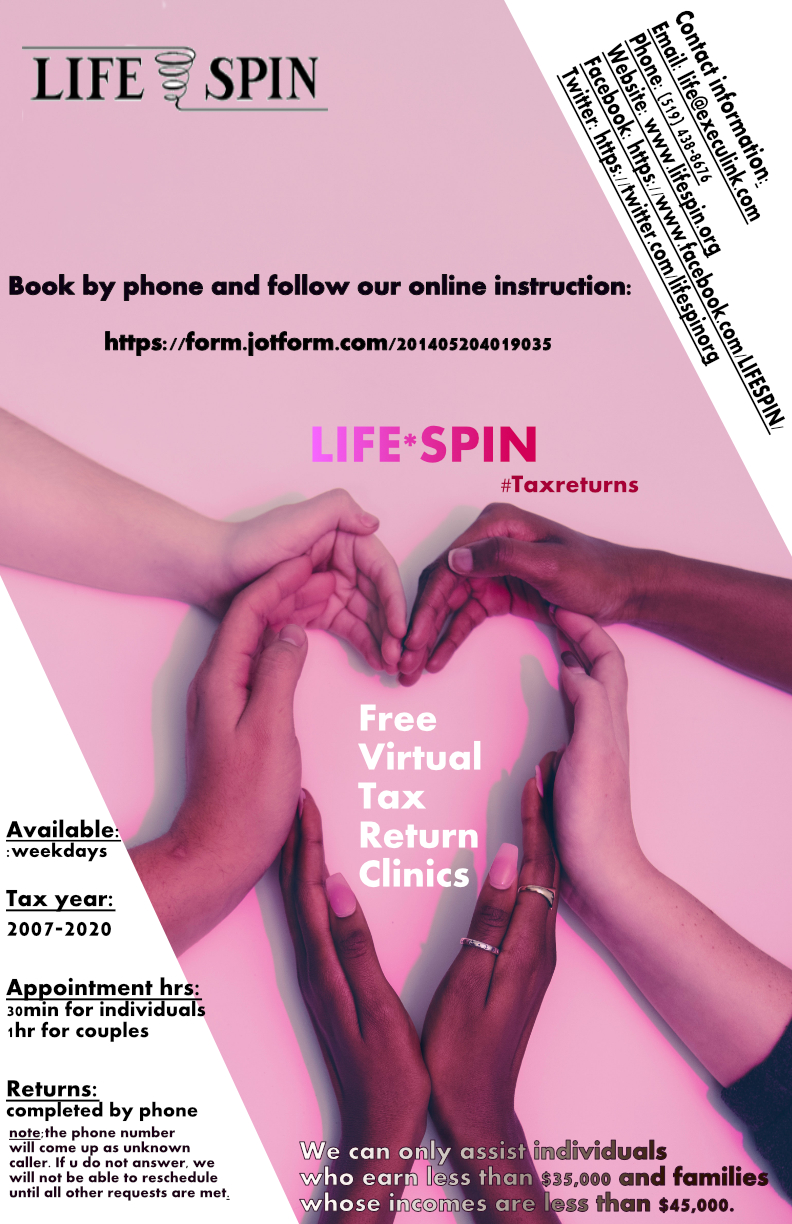 LIFE SPIN
Contact information:
Email: life@execulink.com
Phone: (519) 438-8676
Website: www.lifespin.org
Facebook: https://www.facebook.com/LIFESPIN/
Twitter: https://twitter.com/lifespinorg
Book by phone and follow our online instruction:
https://form.jotform.com/201405204019035
LIFE*SPIN
#Taxreturns
Free
Virtual
Tax
Return
Clinics
Available:
:weekdays
Tax year:
2007-2020
Appointment hrs:
30min for individuals
1hr for couples
Returns:
completed by phone
note:the phone number
will come up as unknown
caller. If u do not answer, we
will not be able to reschedule
until all other requests are met.
We can only assist individuals
who earn less than $35,000 and families
whose incomes are less than $45,000.